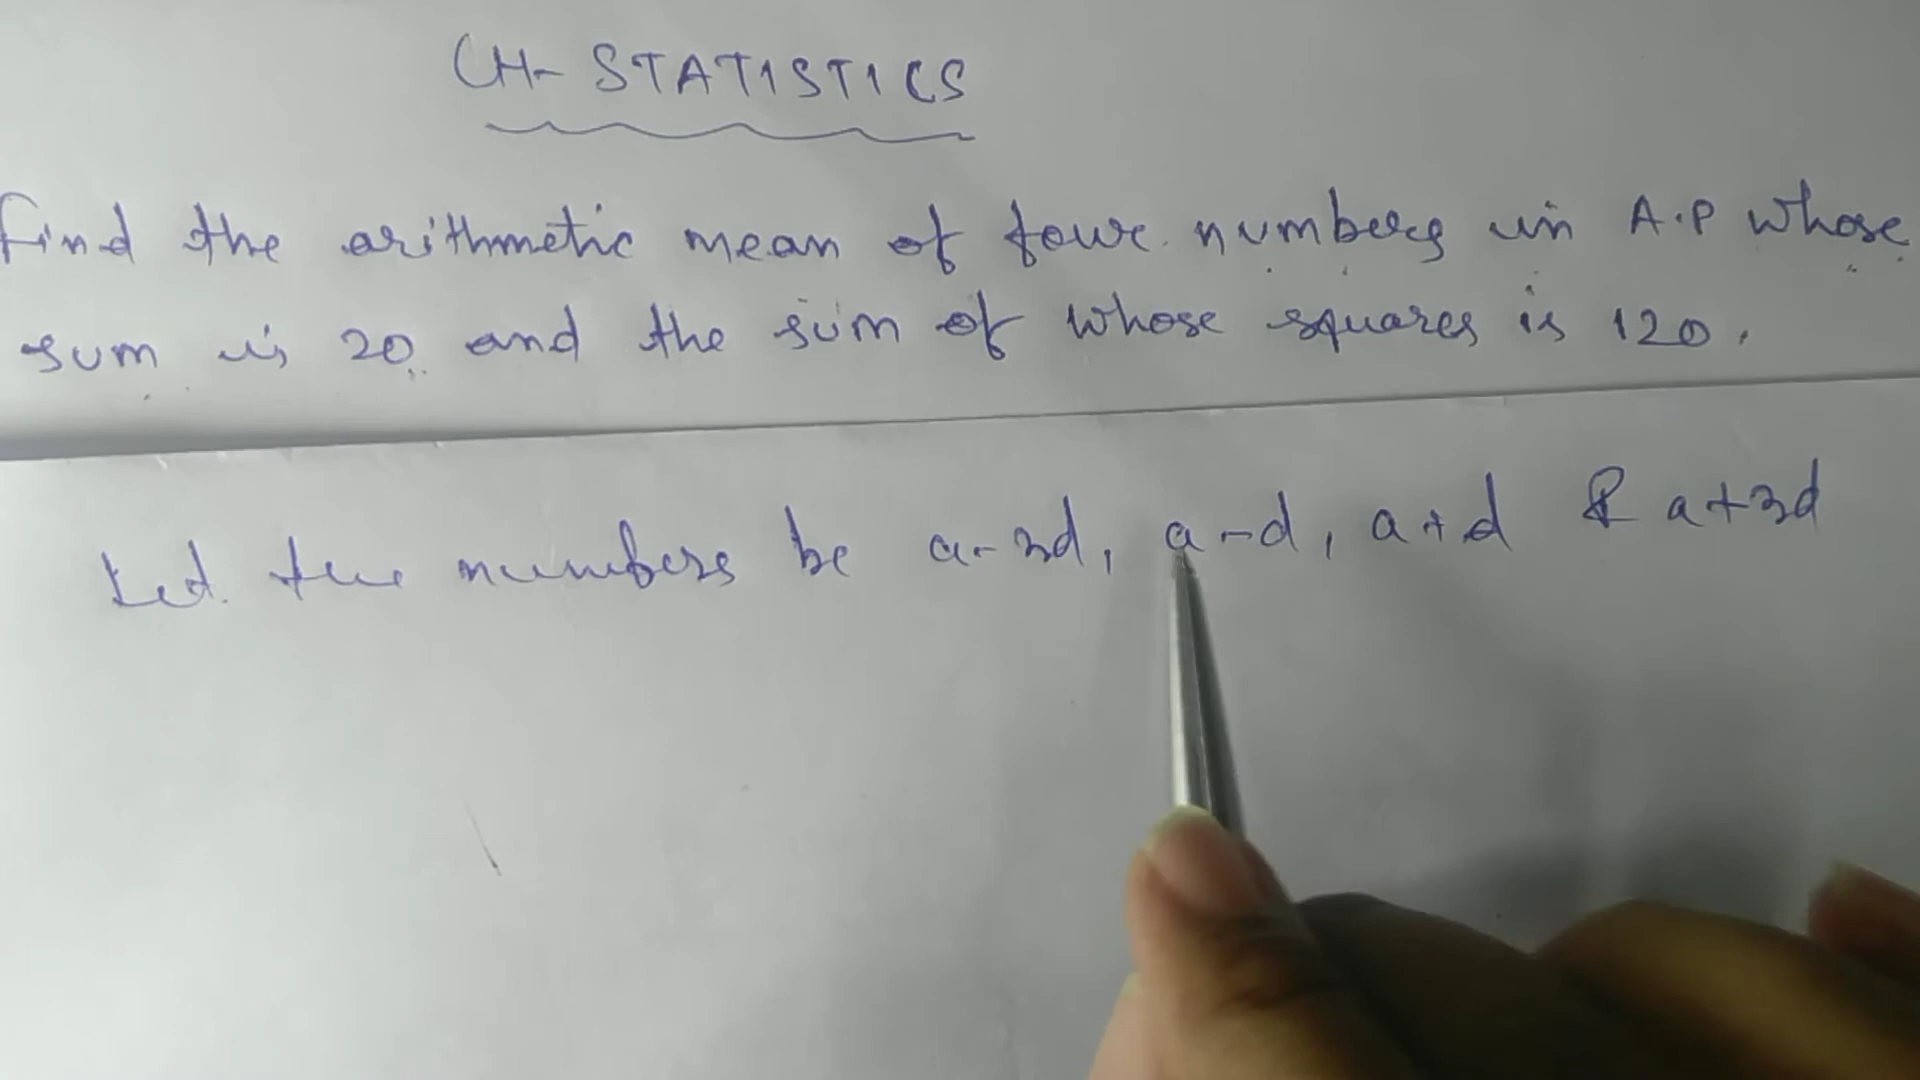 CH- STATISTICS
Find the arithmetic mean of four numbers in A.P whose
sum is 20 and the sum of whose squares is 120.
Let the numbers be a-3d, a-d, a+d & a+3d